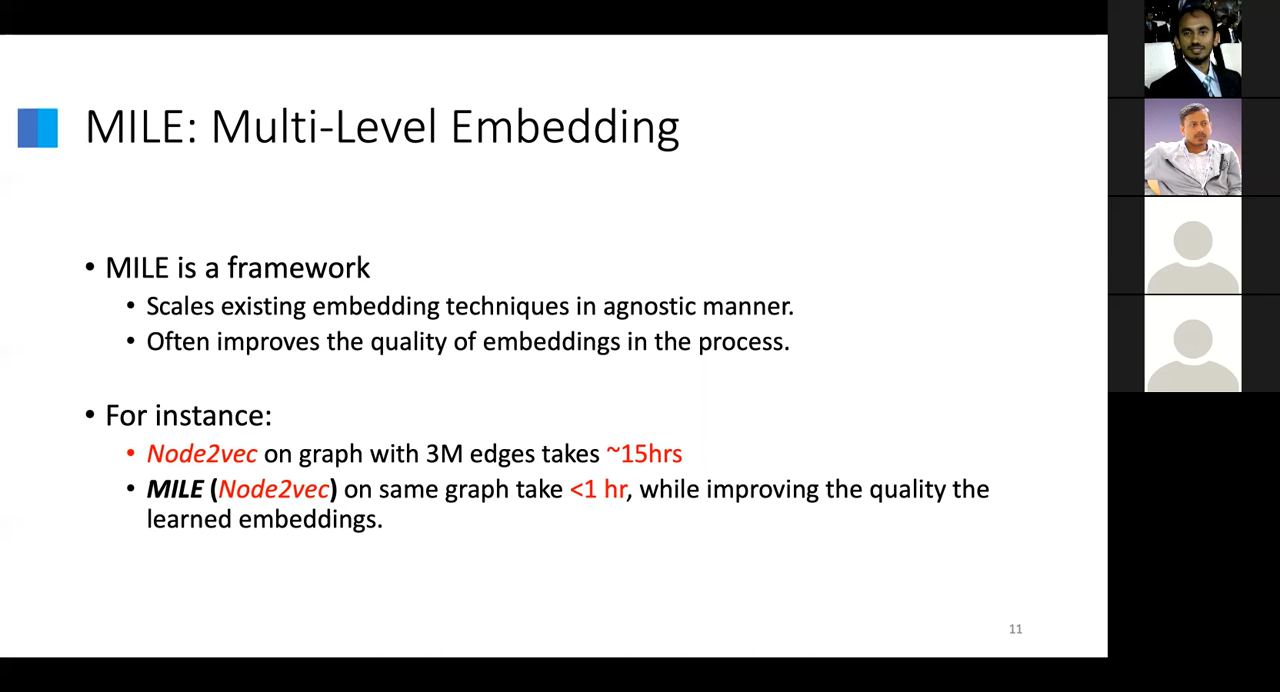 MILE: Multi-Level Embedding
• MILE is a framework
• Scales existing embedding techniques in agnostic manner.
• Often improves the quality of embeddings in the process.
• For instance:
• Node2vec on graph with 3M edges takes ~15hrs
• MILE (Node2vec) on same graph take <1 hr, while improving the quality the
learned embeddings.
11